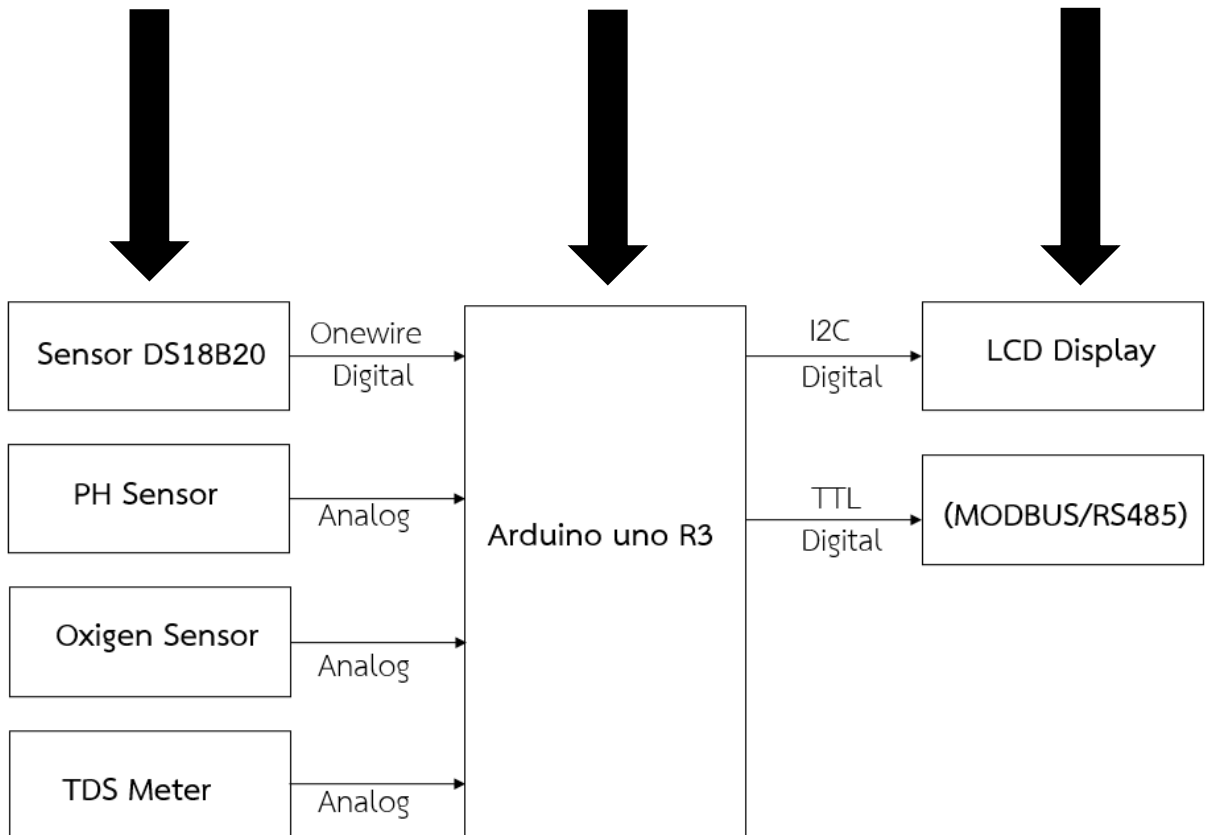 Sensor DS18B20
Onewire
Digital
I2C
Digital
LCD Display
PH Sensor
Analog
Arduino uno R3
TTL
Digital
(MODBUS/RS485)
Oxigen Sensor
Analog
TDS Meter
Analog